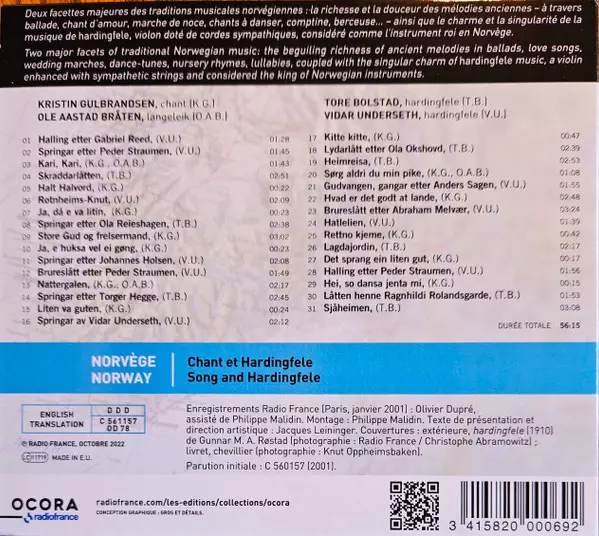 Deux facettes majeures des traditions musicales norvégiennes : la richesse et la douceur des mélodies anciennes – à travers
ballade, chant d'amour, marche de noce, chants à danser, comptine, berceuse... – ainsi que le charme et la singularité de la
musique de hardingfele, violon doté de cordes sympathiques, considéré comme l'instrument roi en Norvège.
Two major facets of traditional Norwegian music: the beguiling richness of ancient melodies in ballads, love songs,
wedding marches, dance-tunes, nursery rhymes, lullabies, coupled with the singular charm of hardingfele music, a violin
enhanced with sympathetic strings and considered the king of Norwegian instruments.
KRISTIN GULBRANDSEN, chant (K.G.)
OLE AASTAD BRÅTEN, langeleik (O.A.B)
TORE BOLSTAD, hardingfele (T.B.)
VIDAR UNDERSETH, hardingfele (V.U.)
01 Halling etter Gabriel Reed, (V.U.) 01:28
02 Springar etter Peder Straumen, (V.U.) 01:45
03 Kari, Kari, (K.G., O.A.B.) 01:43
04 Skraddarlåtten, (T.B.) 02:51
05 Halt Halvord, (K.G.) 00:22
06 Rotnheims-Knut, (V.U.) 02:09
07 Ja, då e va litin, (K.G.) 00:23
08 Springar etter Ola Reieshagen, (T.B.) 02:38
09 Store Gud og frelsermand, (K.G.) 03:02
10 Ja, e huksa vel ei gøng, (K.G.) 00:23
11 Springar etter Johannes Holsen, (V.U.) 02:08
12 Brureslått etter Peder Straumen, (V.U.) 01:49
13 Nattergalen, (K.G., O.A.B.) 02:17
14 Springar etter Torger Hegge, (T.B.) 02:45
15 Liten va guten, (K.G.) 00:24
16 Springar av Vidar Underseth, (V.U.) 02:12
17 Kitte kitte, (K.G.) 00:47
18 Lydarlått etter Ola Okshovd, (T.B.) 02:39
19 Heimreisa, (T.B.) 02:53
20 Sørg aldri du min pike, (K.G., O.A.B.) 01:08
21 Gudvangen, gangar etter Anders Sagen, (V.U.) 01:55
22 Hvad er det godt at lande, (K.G.) 02:48
23 Brureslått etter Abraham Melvær, (V.U.) 03:24
24 Hatlelien, (V.U.) 01:39
25 Rettno kjeme, (K.G.) 00:42
26 Lagdajordin, (T.B.) 02:17
27 Det sprang ein liten gut, (K.G.) 00:17
28 Halling etter Peder Straumen, (V.U.) 01:56
29 Hei, so dansa jenta mi, (K.G.) 00:15
30 Låtten henne Ragnhildi Rolandsgarde, (T.B.) 01:53
31 Sjåheimen, (T.B.) 03:08
DURÉE TOTALE 56:15
NORVÈGE
NORWAY
Chant et Hardingfele
Song and Hardingfele
ENGLISH
TRANSLATION
D D D
C 561157
OD 78
℗ RADIO FRANCE, OCTOBRE 2022
MADE IN E.U.
Enregistrements Radio France (Paris, janvier 2001) : Olivier Dupré,
assisté de Philippe Malidin. Montage : Philippe Malidin. Texte de présentation et
direction artistique : Jacques Leininger. Couvertures : extérieure, hardingfele (1910)
de Gunnar M. A. Røstad (photographie : Radio France / Christophe Abramowitz) ;
livret, chevillier (photographie : Knut Oppheimsbaken).
Parution initiale : C 560157 (2001).
OCORA
radiofrance
radiofrance.com/les-editions/collections/ocora
CONCEPTION GRAPHIQUE : GROS ET DÉTAILS.
3 415820 000692